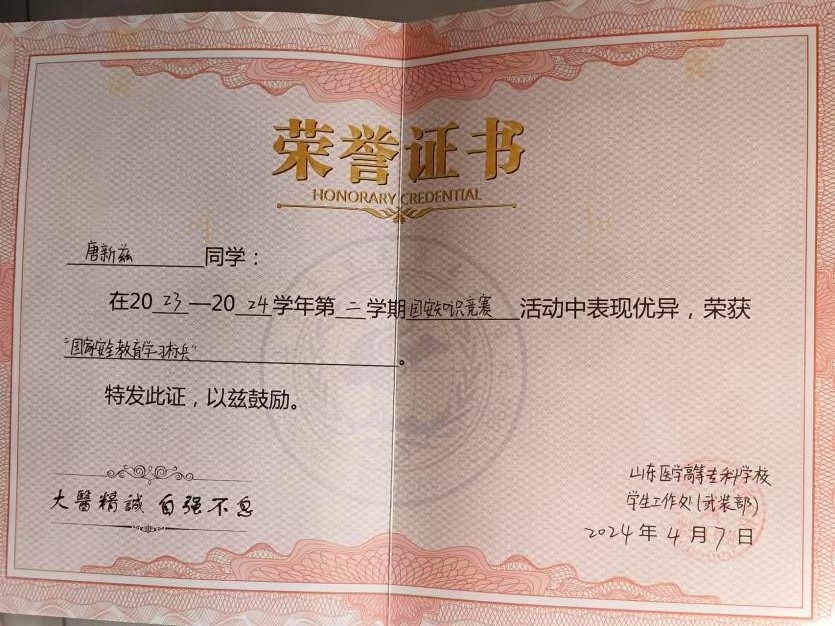 荣誉证书
HONORARY CREDENTIAL
唐新兹 同学：
在2023—2024学年第二学期国安知识竞赛活动中表现优异，荣获
“国家安全教育学习标兵”。
特发此证，以兹鼓励。
大醫精誠 自强不息
山东医学高等专科学校
学生工作处(武装部)
2024年4月7日